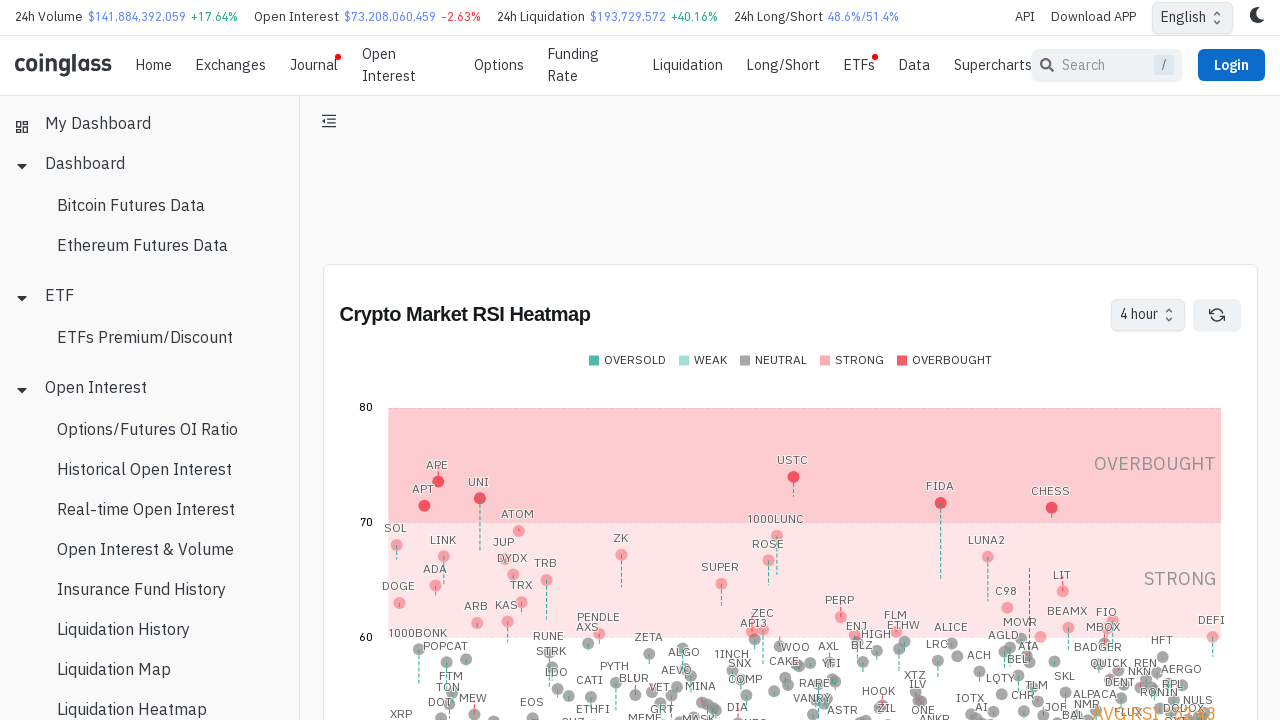 24h Volume $141,884,392,059 +17.64% Open Interest $73,208,060,459 -2.63% 24h Liquidation $193,729,572 +40.16% 24h Long/Short 48.6%/51.4% API Download APP English
coinglass Home Exchanges Journal Open Interest Options Funding Rate Liquidation Long/Short ETFs Data Supercharts Search / Login
My Dashboard
Dashboard
Bitcoin Futures Data
Ethereum Futures Data
ETF
ETFs Premium/Discount
Open Interest
Options/Futures OI Ratio
Historical Open Interest
Real-time Open Interest
Open Interest & Volume
Insurance Fund History
Liquidation History
Liquidation Map
Liquidation Heatmap
Crypto Market RSI Heatmap 4 hour
OVERSOLD WEAK NEUTRAL STRONG OVERBOUGHT
80
OVERBOUGHT
APE USTC
APT UNI FIDA CHESS
70
SOL ATOM 1000LUNC
LINK JUP ZK ROSE LUNA2
ADA DYDX TRB SUPER LIT STRONG
DOGE TRX C98
ARB KAS PERP BEAMX FIO
PENDLE ZEC FLM MOVR DEFI
60
1000BONK AXS API3 ENJ ETHW ALICE MBOX
POPCAT RUNE ZETA HIGH AGLD HFT
STRK ALGO 1INCH WOO AXL BLZ LRC ATA BADGER
LDO PYTH AEVO SNX CAKE YFI ACH BEL QUICK REN AERGO
FTM CATI BLUR MINA COMP RARE XTZ LQTY SKL NKN
TON VET HOOK ILV TLM DENT RPL
DOT MEW EOS VANRY IOTX CHR ALPACA RONIN NULS
XRP ETHFI GRT DIA ASTR ZIL ONE AI JOE NMR LUX DODOX
MEME MASK ANKR BAL